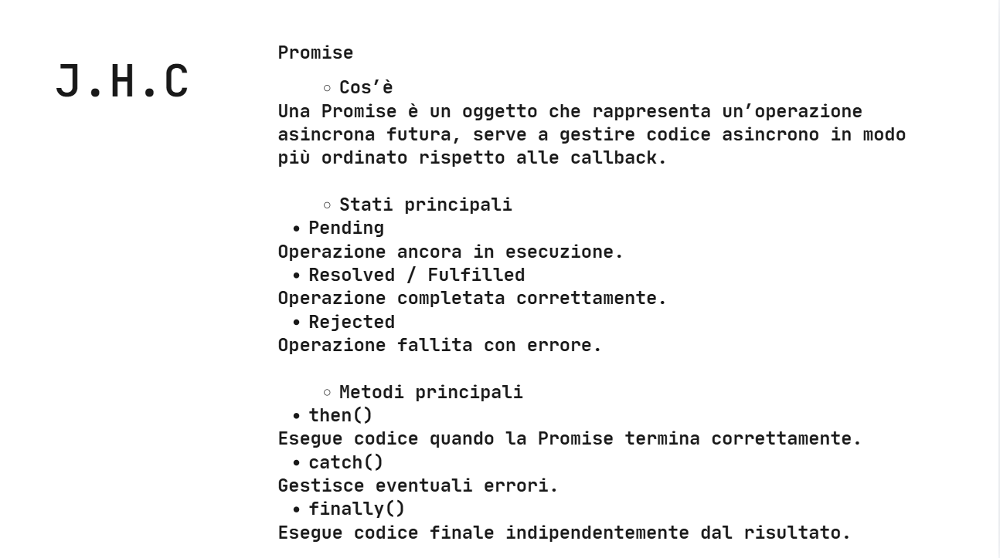 J.H.C
Promise
◦ Cos’è
Una Promise è un oggetto che rappresenta un’operazione
asincrona futura, serve a gestire codice asincrono in modo
più ordinato rispetto alle callback.
◦ Stati principali
• Pending
Operazione ancora in esecuzione.
• Resolved / Fulfilled
Operazione completata correttamente.
• Rejected
Operazione fallita con errore.
◦ Metodi principali
• then()
Esegue codice quando la Promise termina correttamente.
• catch()
Gestisce eventuali errori.
• finally()
Esegue codice finale indipendentemente dal risultato.